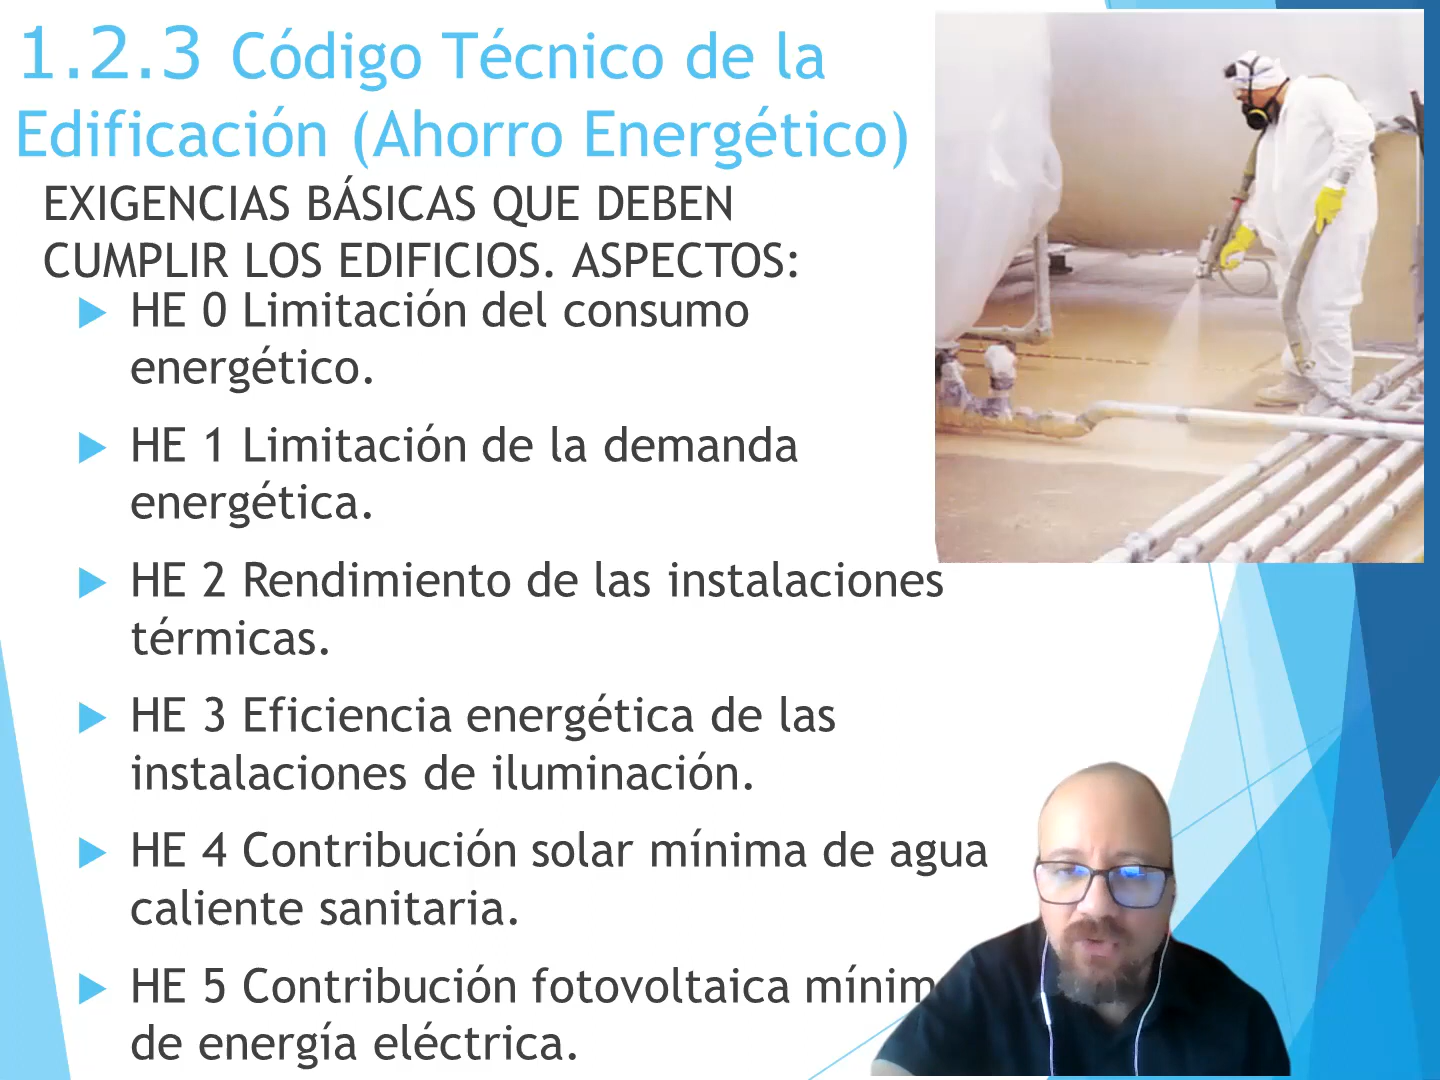 1.2.3 Código Técnico de la
Edificación (Ahorro Energético)
EXIGENCIAS BÁSICAS QUE DEBEN
CUMPLIR LOS EDIFICIOS. ASPECTOS:
HE 0 Limitación del consumo
energético.
HE 1 Limitación de la demanda
energética.
HE 2 Rendimiento de las instalaciones
térmicas.
HE 3 Eficiencia energética de las
instalaciones de iluminación.
HE 4 Contribución solar mínima de agua
caliente sanitaria.
HE 5 Contribución fotovoltaica mínim
de energía eléctrica.